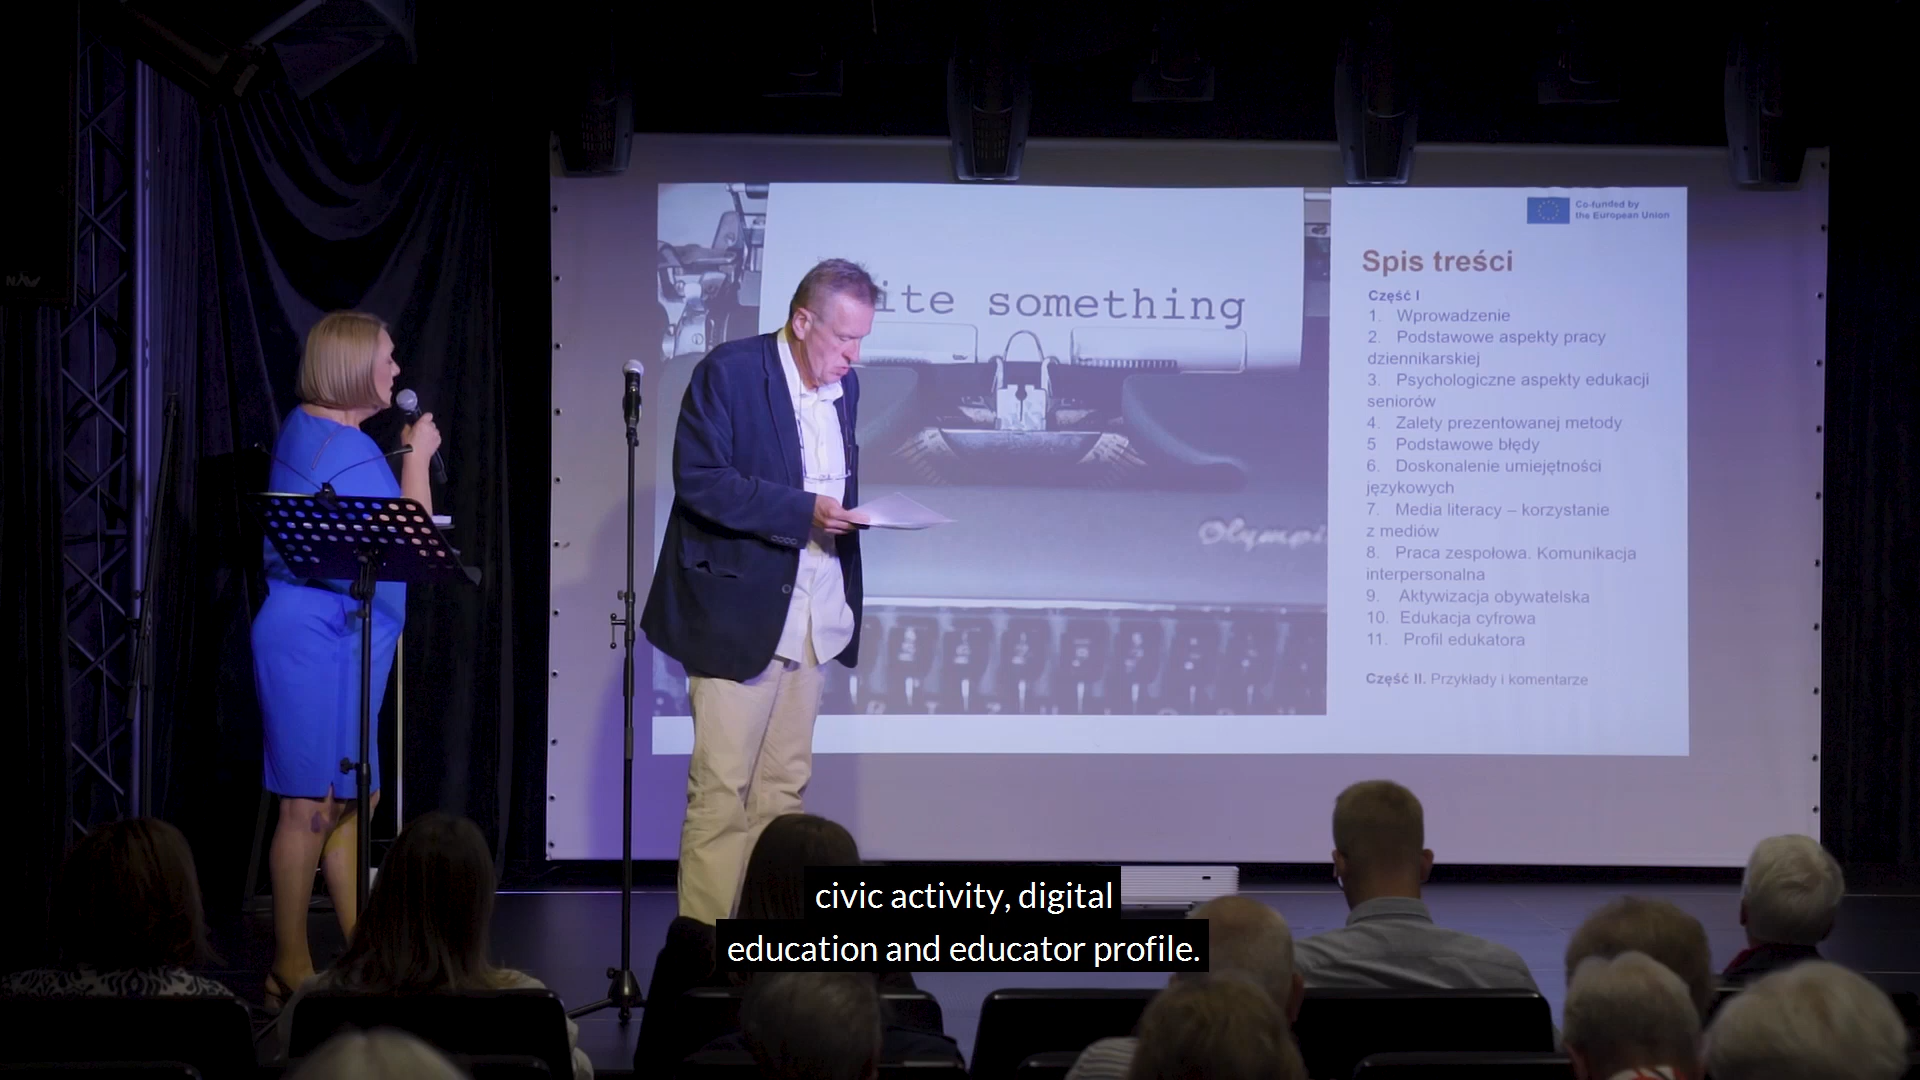 Co-funded by
the European Union
ite something
Spis treści
Część I
1. Wprowadzenie
2. Podstawowe aspekty pracy
dziennikarskiej
3. Psychologiczne aspekty edukacji
seniorów
4. Zalety prezentowanej metody
5 Podstawowe błędy
6. Doskonalenie umiejętności
językowych
7. Media literacy – korzystanie
z mediów
8. Praca zespołowa. Komunikacja
interpersonalna
9. Aktywizacja obywatelska
10. Edukacja cyfrowa
11. Profil edukatora
Część II. Przykłady i komentarze
Olympi
civic activity, digital
education and educator profile.